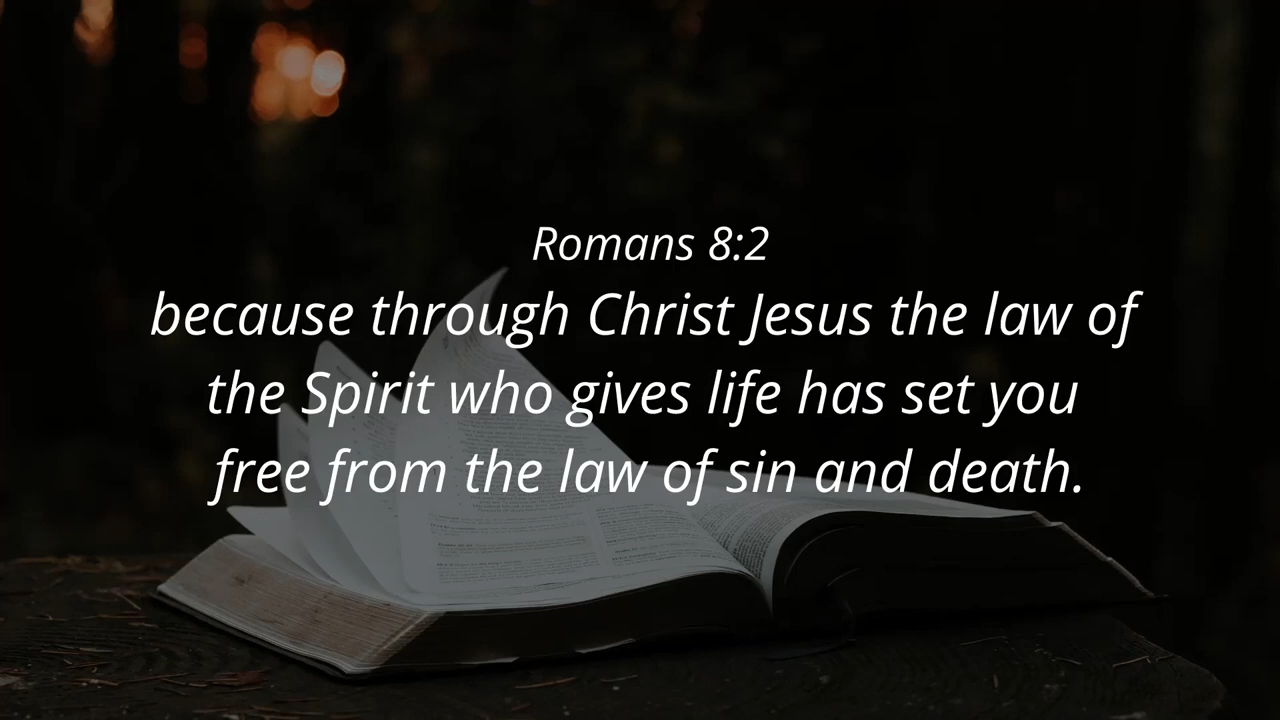 Romans 8:2
because through Christ Jesus the law of
the Spirit who gives life has set you
free from the law of sin and death.